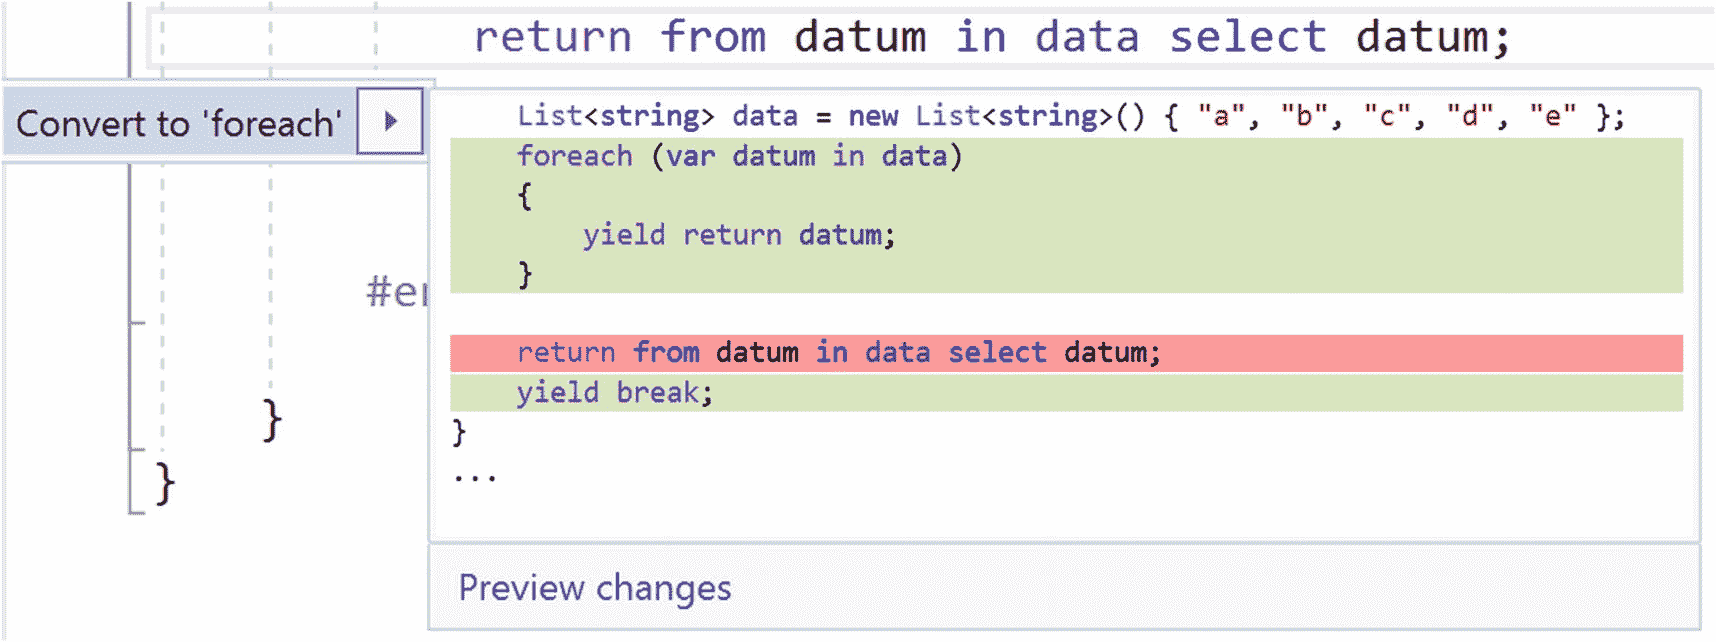 return from datum in data select datum;
Convert to 'foreach'
List<string> data = new List<string>() { "a", "b", "c", "d", "e" };
foreach (var datum in data)
{
yield return datum;
}
#e
return from datum in data select datum;
yield break;
}
...
}
}
Preview changes